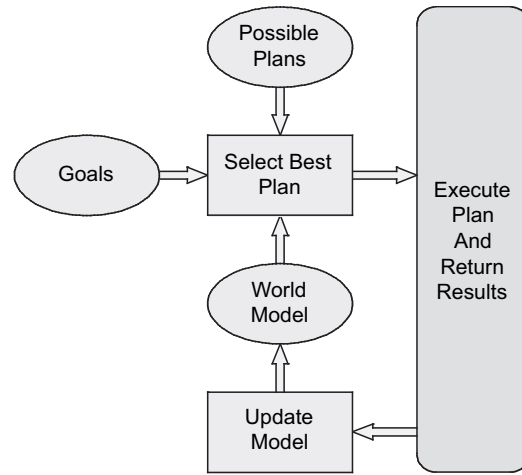 Possible
Plans
Goals
Select Best
Plan
Execute
Plan
And
Return
Results
World
Model
Update
Model